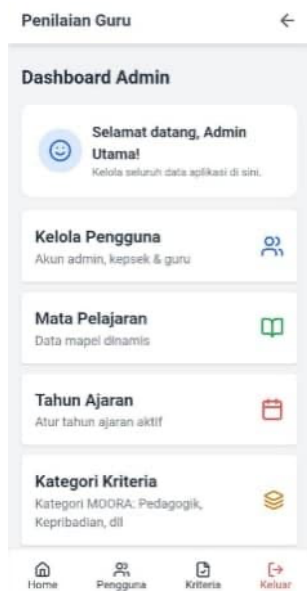 Penilaian Guru
Dashboard Admin
Selamat datang, Admin
Utama!
Kelola seluruh data aplikasi di sini.
Kelola Pengguna
Akun admin, kepsek & guru
Mata Pelajaran
Data mapel dinamis
Tahun Ajaran
Atur tahun ajaran aktif
Kategori Kriteria
Kategori MOORA: Pedagogik,
Kepribadian, dll
Home Pengguna Kriteria Keluar